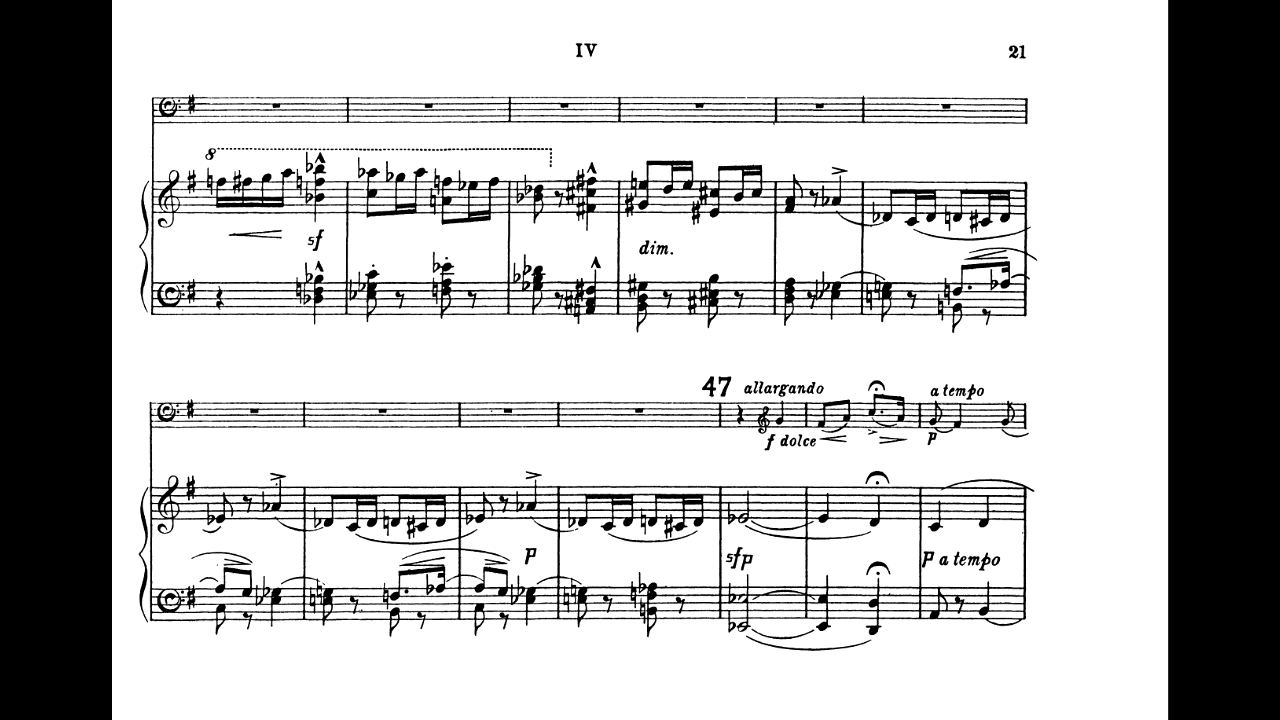 IV
21
8
sf
dim.
47 allargando
a tempo
f dolce
p
p
sfp
p a tempo